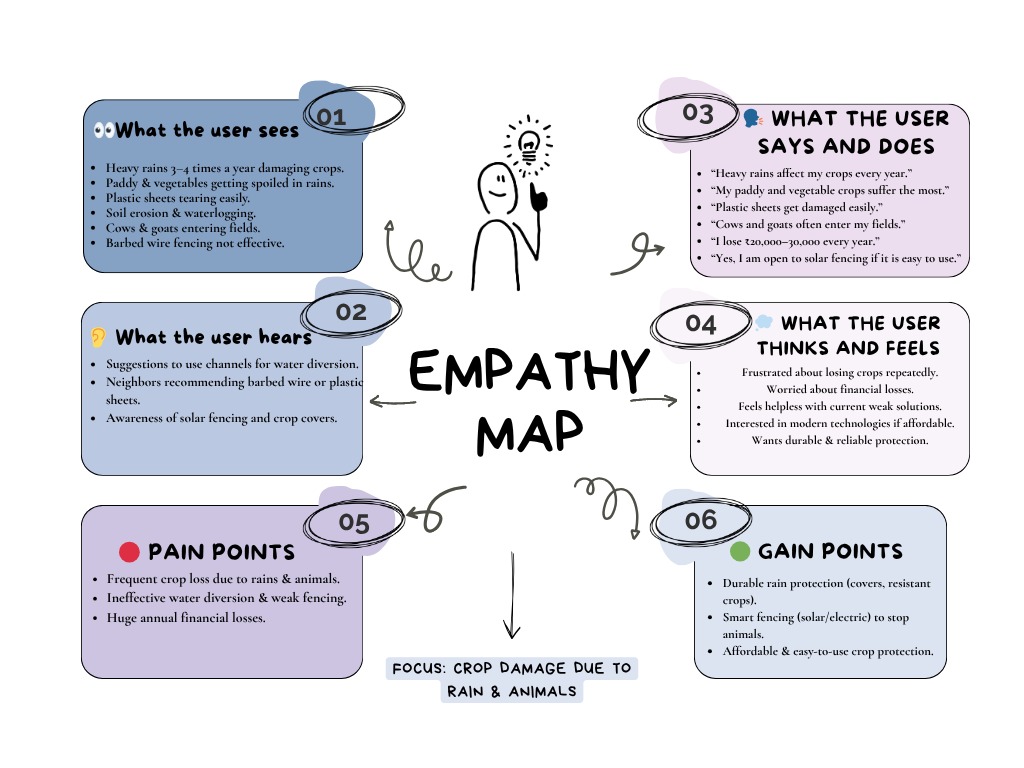 01
👀What the user sees
• Heavy rains 3–4 times a year damaging crops.
• Paddy & vegetables getting spoiled in rains.
• Plastic sheets tearing easily.
• Soil erosion & waterlogging.
• Cows & goats entering fields.
• Barbed wire fencing not effective.
02
👂 What the user hears
• Suggestions to use channels for water diversion.
• Neighbors recommending barbed wire or plastic
sheets.
• Awareness of solar fencing and crop covers.
05
🔴 PAIN POINTS
• Frequent crop loss due to rains & animals.
• Ineffective water diversion & weak fencing.
• Huge annual financial losses.
EMPATHY
MAP
FOCUS: CROP DAMAGE DUE TO
RAIN & ANIMALS
03
🗣️ WHAT THE USER
SAYS AND DOES
• “Heavy rains affect my crops every year.”
• “My paddy and vegetable crops suffer the most.”
• “Plastic sheets get damaged easily.”
• “Cows and goats often enter my fields.”
• “I lose ₹20,000–30,000 every year.”
• “Yes, I am open to solar fencing if it is easy to use.”
04
💭 WHAT THE USER
THINKS AND FEELS
• Frustrated about losing crops repeatedly.
• Worried about financial losses.
• Feels helpless with current weak solutions.
• Interested in modern technologies if affordable.
• Wants durable & reliable protection.
06
🟢 GAIN POINTS
• Durable rain protection (covers, resistant
crops).
• Smart fencing (solar/electric) to stop
animals.
• Affordable & easy-to-use crop protection.